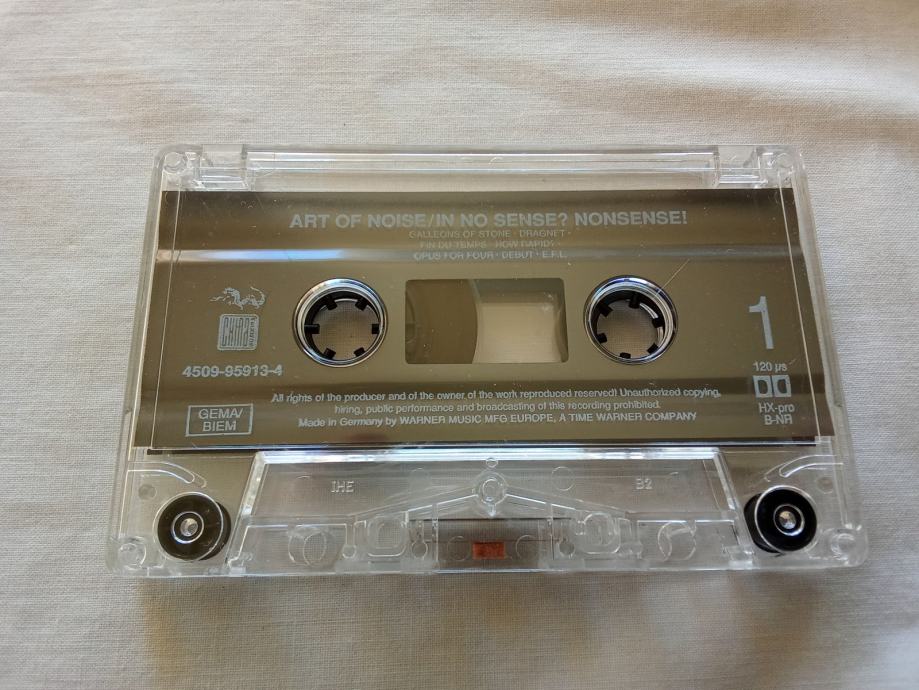 ART OF NOISE/IN NO SENSE? NONSENSE!
GALLEONS OF STONE · DRAGNET ·
FIN DU TEMPS · HOW RAPID? ·
OPUS FOR FOUR · DEBUT · E.F.L.
CHINA
1
4509-95913-4
120 µs
HX-pro
B-NR
GEMA/
BIEM
All rights of the producer and of the owner of the work reproduced reserved! Unauthorized copying,
hiring, public performance and broadcasting of this recording prohibited.
Made in Germany by WARNER MUSIC MFG EUROPE, A TIME WARNER COMPANY
IHE
B2